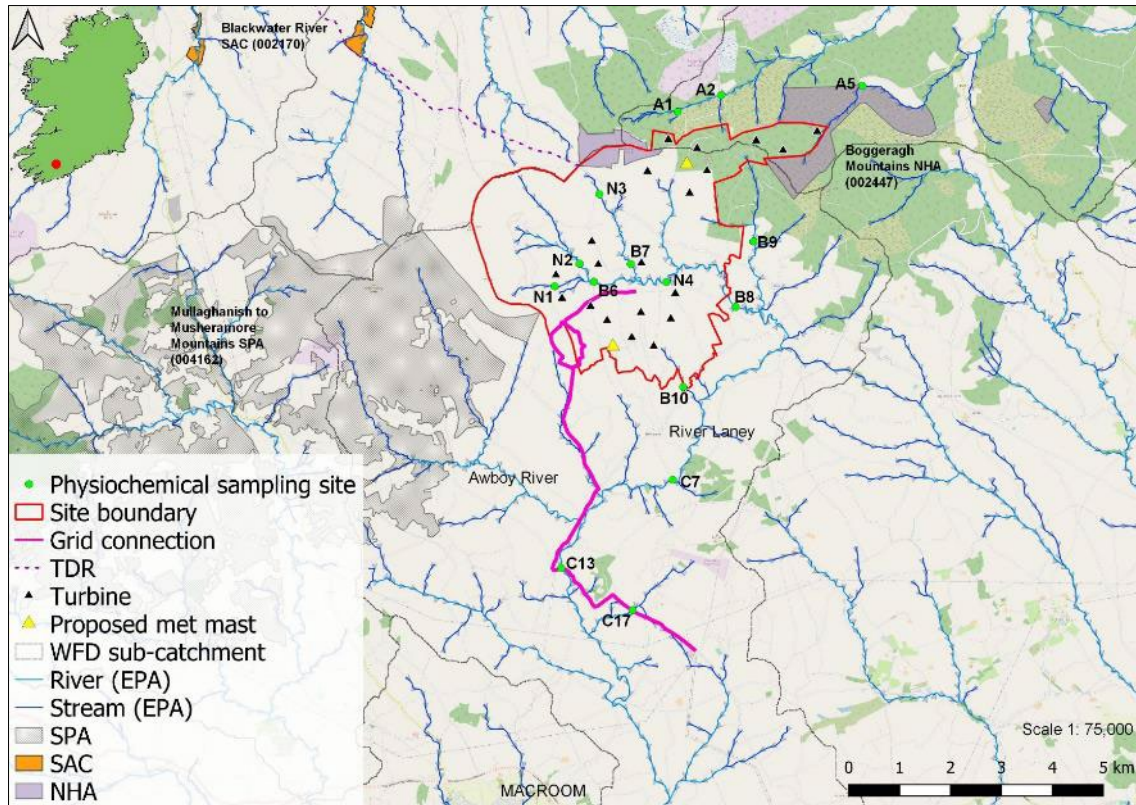 Blackwater River
SAC (002170)
A1
A2
A5
Boggeragh
Mountains NHA
(002447)
N3
B9
N2
B7
N1
B6
N4
B8
Mullaghanish to
Musheramore
Mountains SPA
(004162)
B10
River Laney
Awboy River
C7
C13
C17
MACROOM
Physiochemical sampling site
Site boundary
Grid connection
TDR
Turbine
Proposed met mast
WFD sub-catchment
River (EPA)
Stream (EPA)
SPA
SAC
NHA
Scale 1: 75,000
0 1 2 3 4 5 km